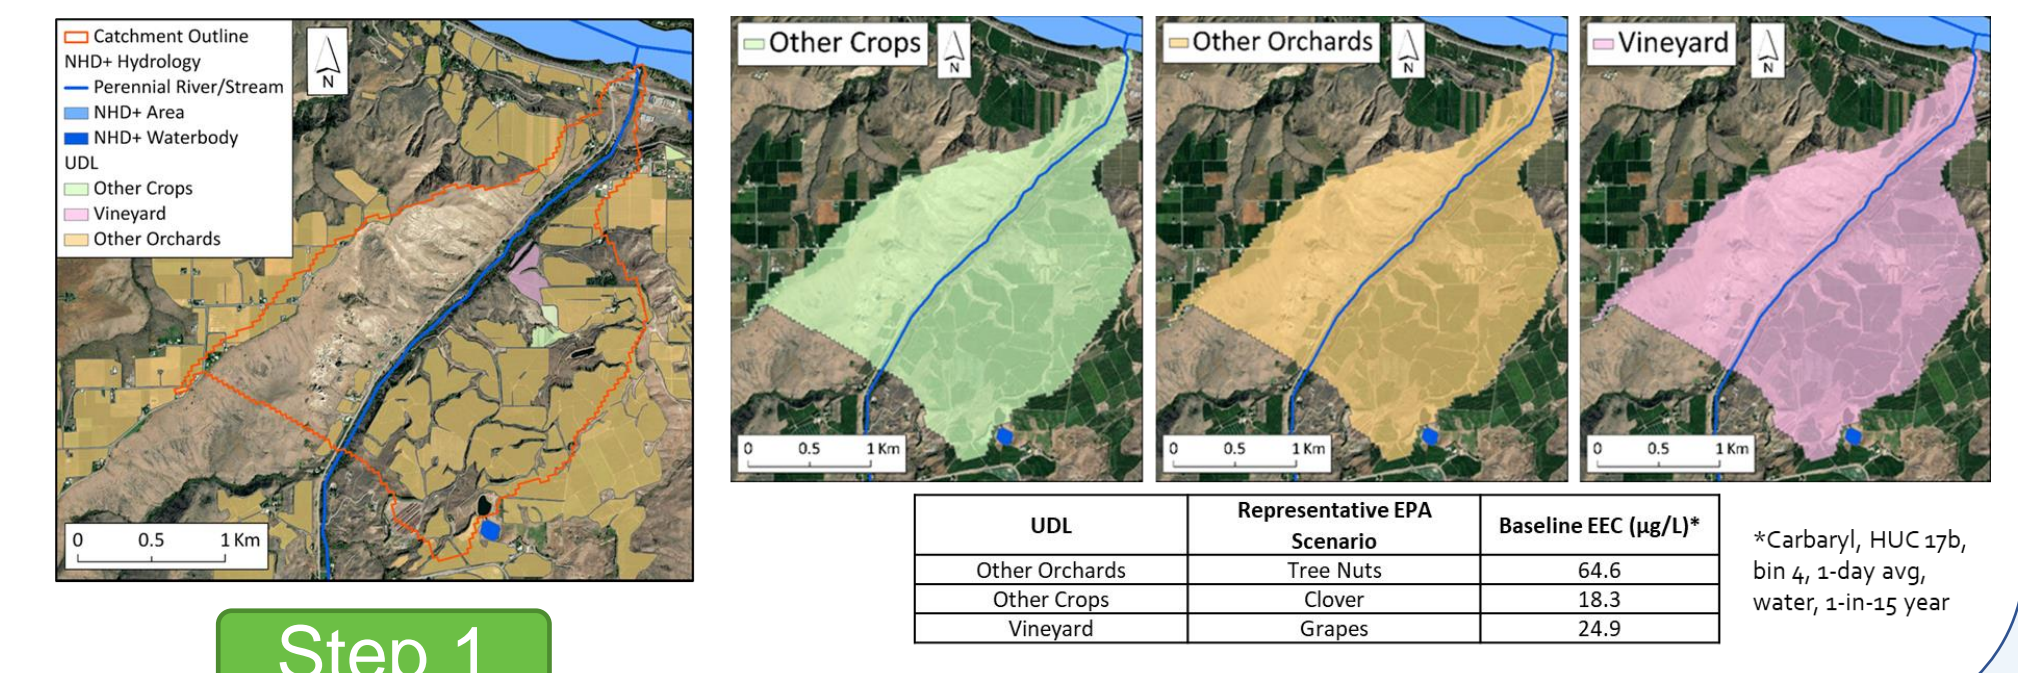 Catchment Outline
NHD+ Hydrology
Perennial River/Stream
NHD+ Area
NHD+ Waterbody
UDL
Other Crops
Vineyard
Other Orchards
N
0 0.5 1 Km
Other Crops
N
0 0.5 1 Km
Other Orchards
N
0 0.5 1 Km
Vineyard
N
0 0.5 1 Km
UDL Representative EPA Scenario Baseline EEC (µg/L)*
Other Orchards Tree Nuts 64.6
Other Crops Clover 18.3
Vineyard Grapes 24.9
*Carbaryl, HUC 17b,
bin 4, 1-day avg,
water, 1-in-15 year
Step 1